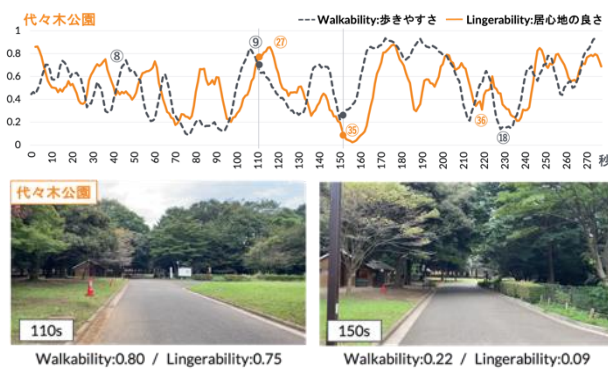 代々木公園
Walkability:歩きやすさ
Lingerability:居心地の良さ
1
0.8
0.6
0.4
0.2
0
⑧
⑨
㉗
㉟
㊱
⑱
0 10 20 30 40 50 60 70 80 90 100 110 120 130 140 150 160 170 180 190 200 210 220 230 240 250 260 270 秒
代々木公園
110s
150s
Walkability:0.80 / Lingerability:0.75
Walkability:0.22 / Lingerability:0.09